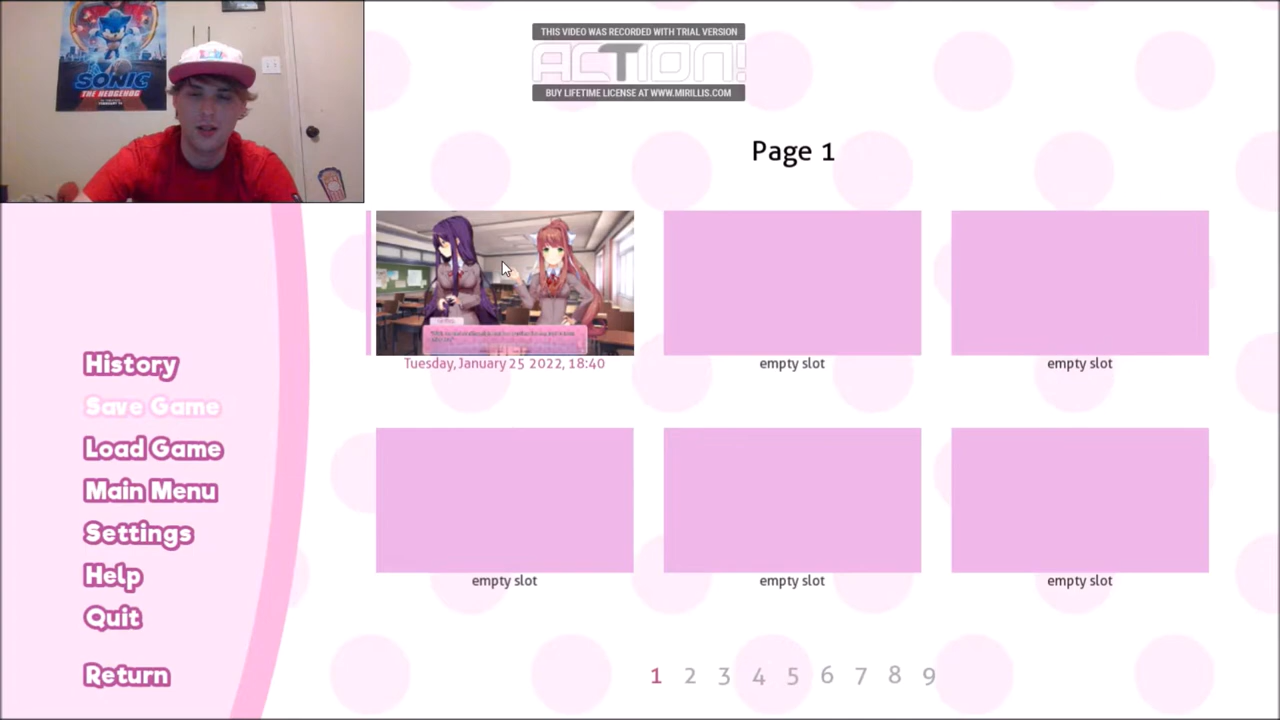 THIS VIDEO WAS RECORDED WITH TRIAL VERSION
ACTION!
BUY LIFETIME LICENSE AT WWW.MIRILLIS.COM
SONIC
THE HEDGEHOG
Page 1
Tuesday, January 25 2022, 18:40
empty slot
empty slot
empty slot
empty slot
empty slot
History
Save Game
Load Game
Main Menu
Settings
Help
Quit
Return
1 2 3 4 5 6 7 8 9